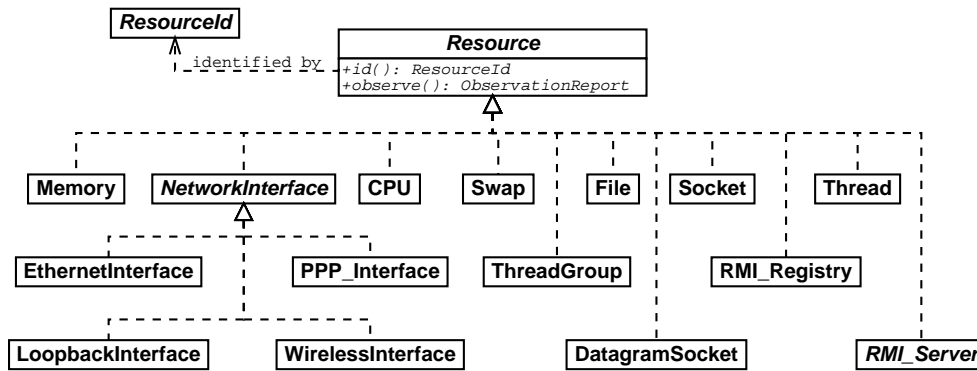 ResourceId
Resource
identified by
+id(): ResourceId
+observe(): ObservationReport
Memory
NetworkInterface
CPU
Swap
File
Socket
Thread
EthernetInterface
PPP_Interface
ThreadGroup
RMI_Registry
LoopbackInterface
WirelessInterface
DatagramSocket
RMI_Server